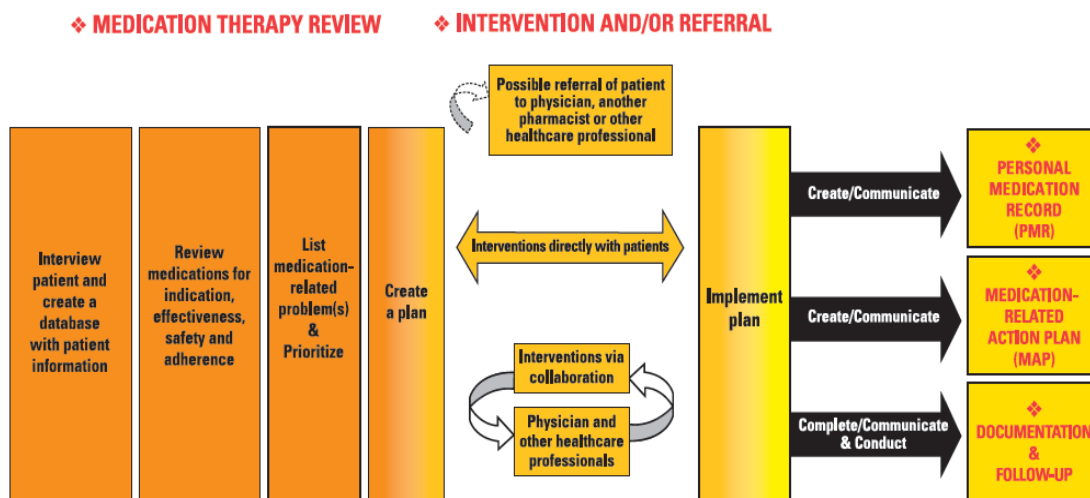 ❖ MEDICATION THERAPY REVIEW
❖ INTERVENTION AND/OR REFERRAL
Interview
patient and
create a
database
with patient
information
Review
medications for
indication,
effectiveness,
safety and
adherence
List
medication-
related
problem(s)
&
Prioritize
Create
a plan
Possible referral of patient
to physician, another
pharmacist or other
healthcare professional
Interventions directly with patients
Interventions via
collaboration
Physician and
other healthcare
professionals
Implement
plan
Create/Communicate
❖
PERSONAL
MEDICATION
RECORD
(PMR)
Create/Communicate
❖
MEDICATION-
RELATED
ACTION PLAN
(MAP)
Complete/Communicate
& Conduct
❖
DOCUMENTATION
&
FOLLOW-UP